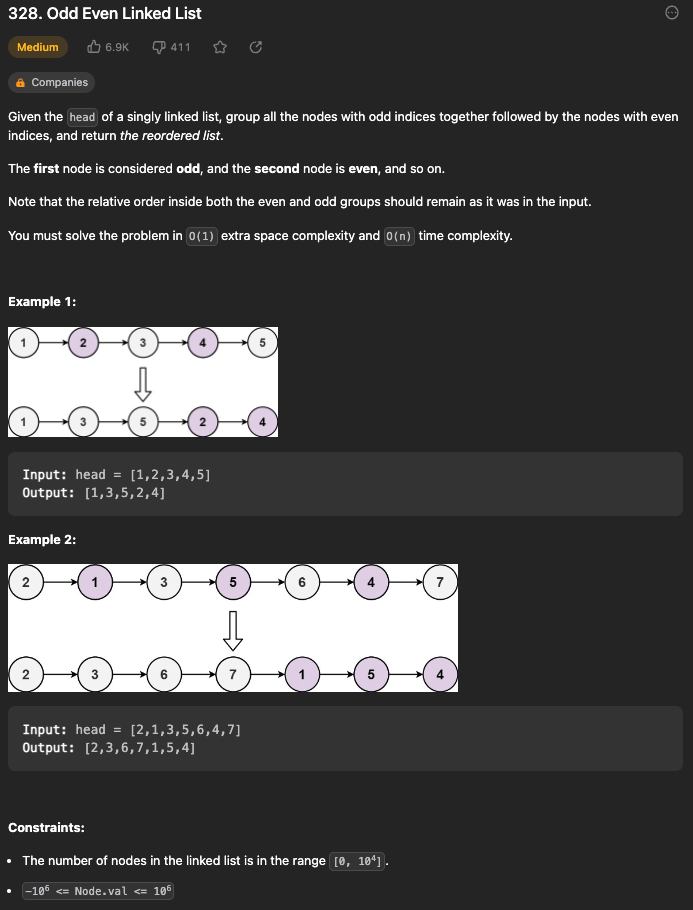 328. Odd Even Linked List
Medium 6.9K 411
Companies
Given the head of a singly linked list, group all the nodes with odd indices together followed by the nodes with even
indices, and return the reordered list.
The first node is considered odd, and the second node is even, and so on.
Note that the relative order inside both the even and odd groups should remain as it was in the input.
You must solve the problem in O(1) extra space complexity and O(n) time complexity.
Example 1:
1 2 3 4 5
1 3 5 2 4
Input: head = [1,2,3,4,5]
Output: [1,3,5,2,4]
Example 2:
2 1 3 5 6 4 7
2 3 6 7 1 5 4
Input: head = [2,1,3,5,6,4,7]
Output: [2,3,6,7,1,5,4]
Constraints:
• The number of nodes in the linked list is in the range [0, 10⁴].
• -10⁶ <= Node.val <= 10⁶